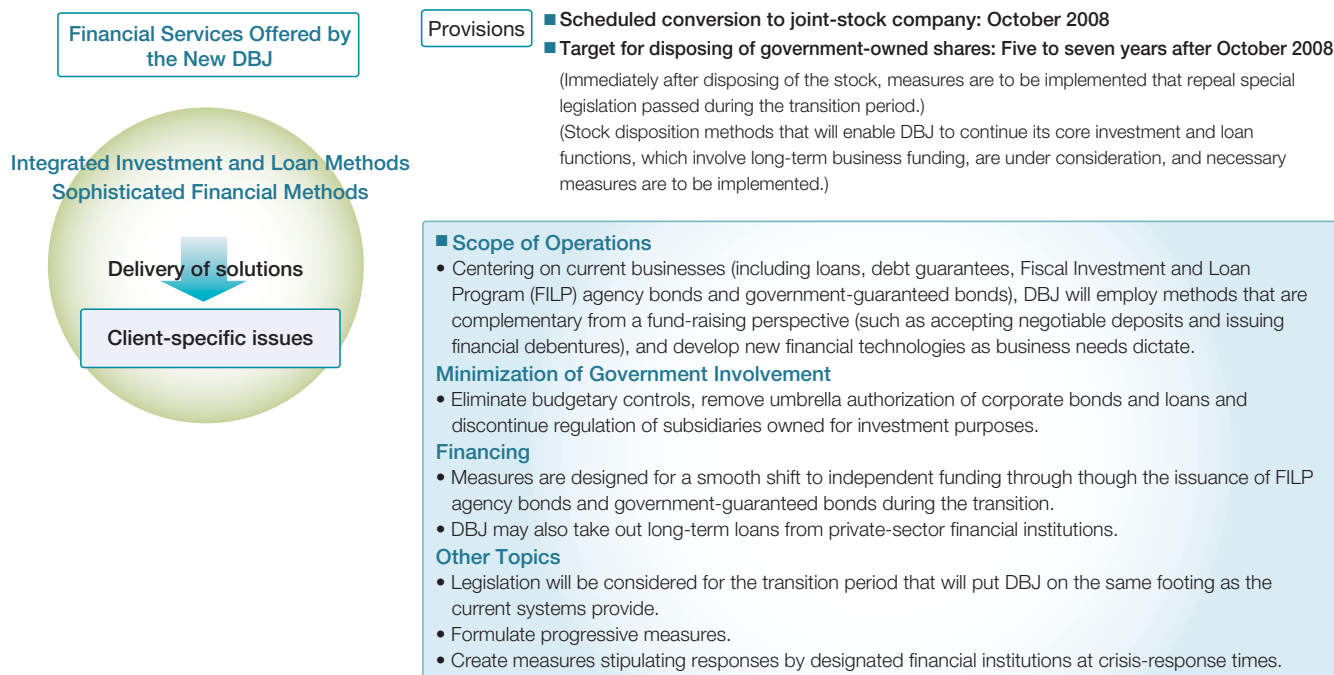 Financial Services Offered by
the New DBJ
Integrated Investment and Loan Methods
Sophisticated Financial Methods
Delivery of solutions
Client-specific issues
Provisions
■ Scheduled conversion to joint-stock company: October 2008
■ Target for disposing of government-owned shares: Five to seven years after October 2008
(Immediately after disposing of the stock, measures are to be implemented that repeal special
legislation passed during the transition period.)
(Stock disposition methods that will enable DBJ to continue its core investment and loan
functions, which involve long-term business funding, are under consideration, and necessary
measures are to be implemented.)
■ Scope of Operations
• Centering on current businesses (including loans, debt guarantees, Fiscal Investment and Loan
Program (FILP) agency bonds and government-guaranteed bonds), DBJ will employ methods that are
complementary from a fund-raising perspective (such as accepting negotiable deposits and issuing
financial debentures), and develop new financial technologies as business needs dictate.
Minimization of Government Involvement
• Eliminate budgetary controls, remove umbrella authorization of corporate bonds and loans and
discontinue regulation of subsidiaries owned for investment purposes.
Financing
• Measures are designed for a smooth shift to independent funding through though the issuance of FILP
agency bonds and government-guaranteed bonds during the transition.
• DBJ may also take out long-term loans from private-sector financial institutions.
Other Topics
• Legislation will be considered for the transition period that will put DBJ on the same footing as the
current systems provide.
• Formulate progressive measures.
• Create measures stipulating responses by designated financial institutions at crisis-response times.